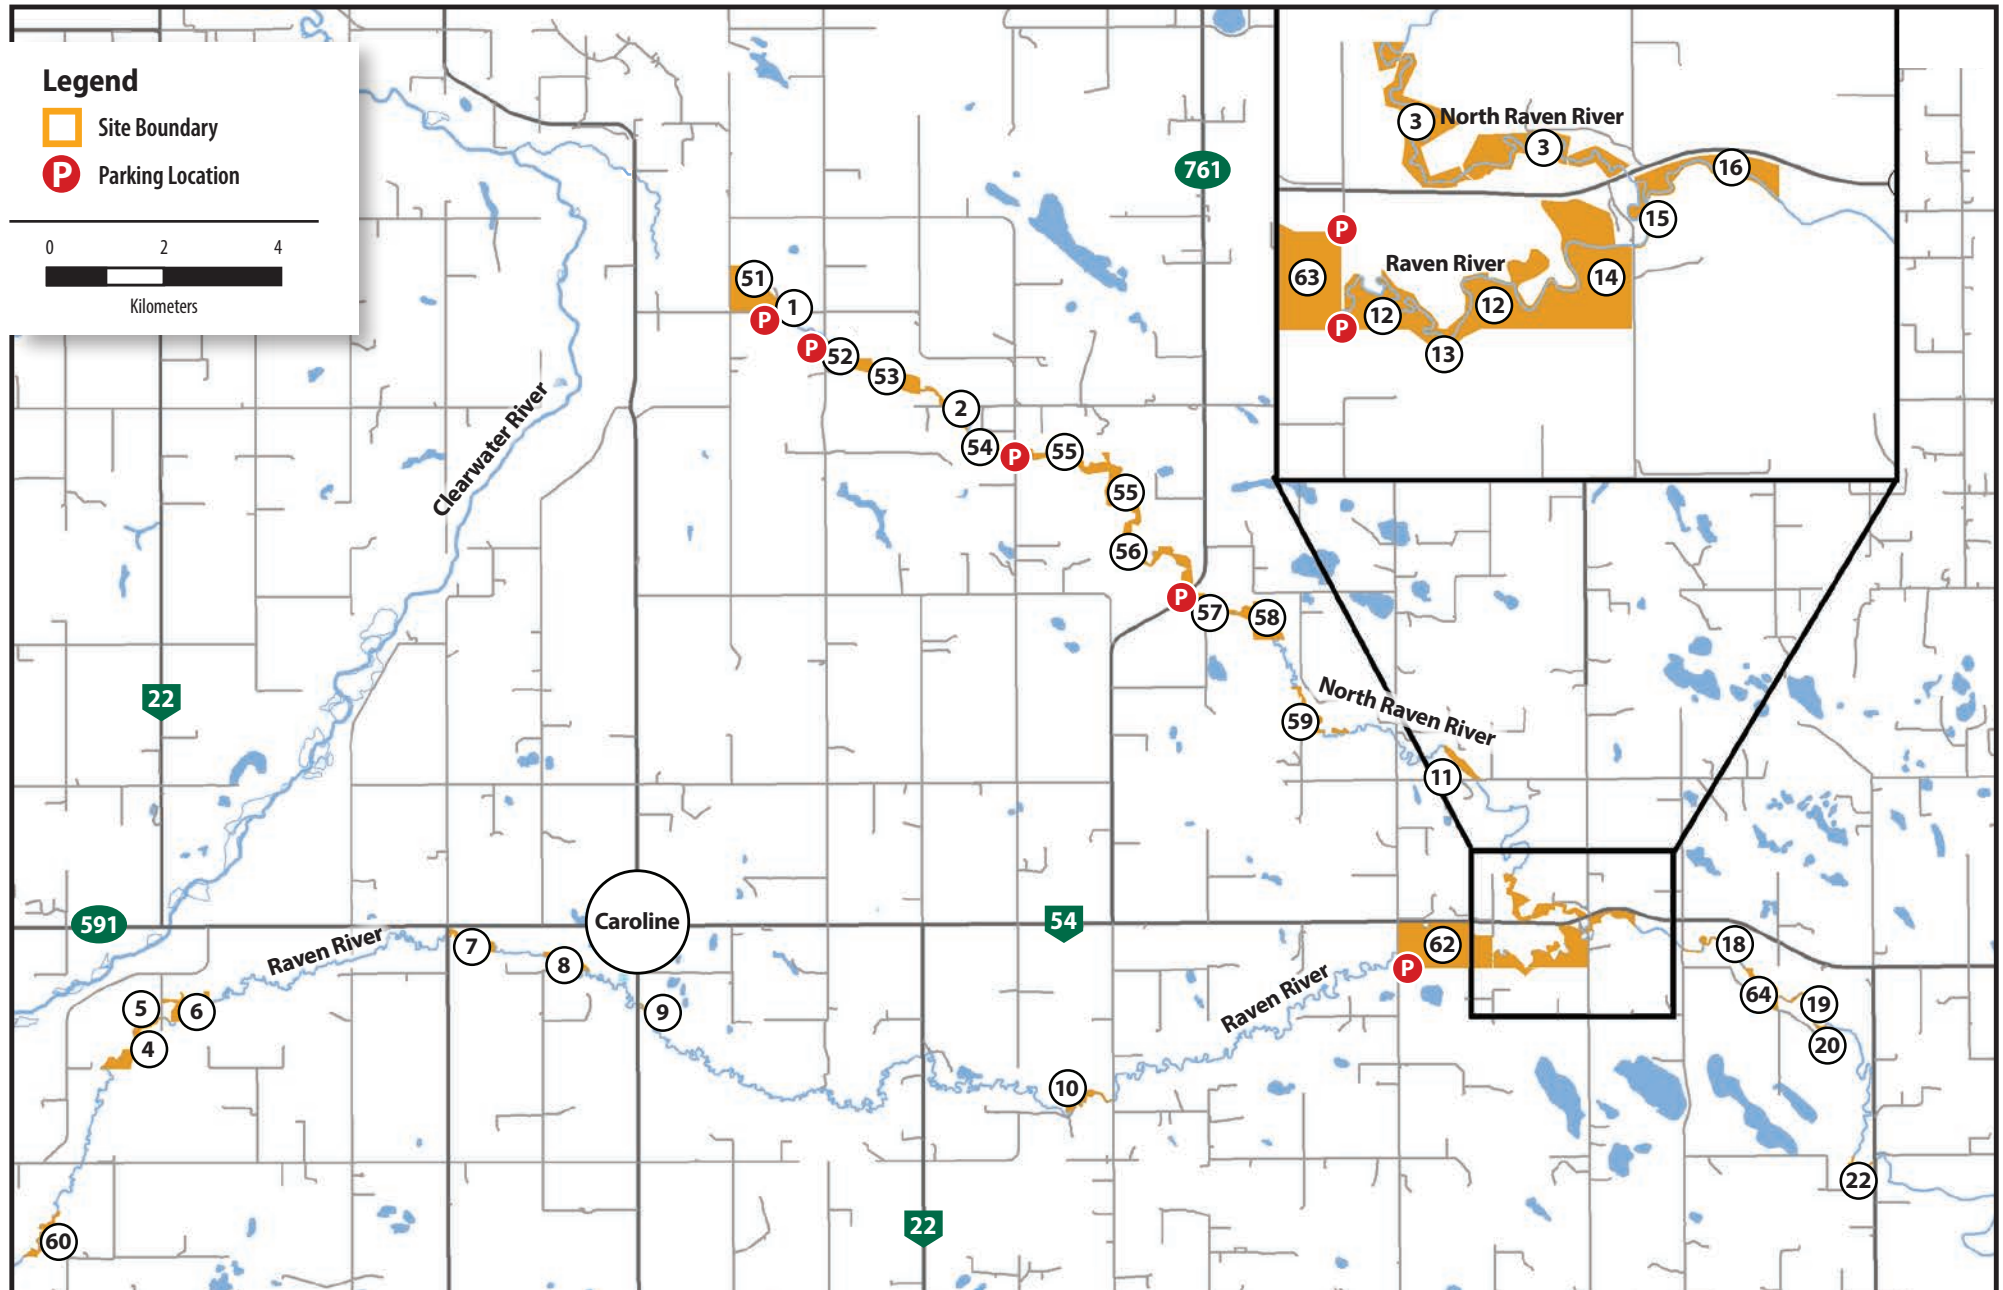 Legend
Site Boundary
P Parking Location
0 2 4
Kilometers
761
North Raven River
3
3
16
15
P
63
Raven River
14
12
12
P
13
51
1
P
P
52
53
2
54
P
55
55
56
P
57
58
Clearwater River
22
59
North Raven River
11
591
Caroline
54
Raven River
7
8
62
P
18
5
6
9
Raven River
64
19
4
20
10
22
22
60